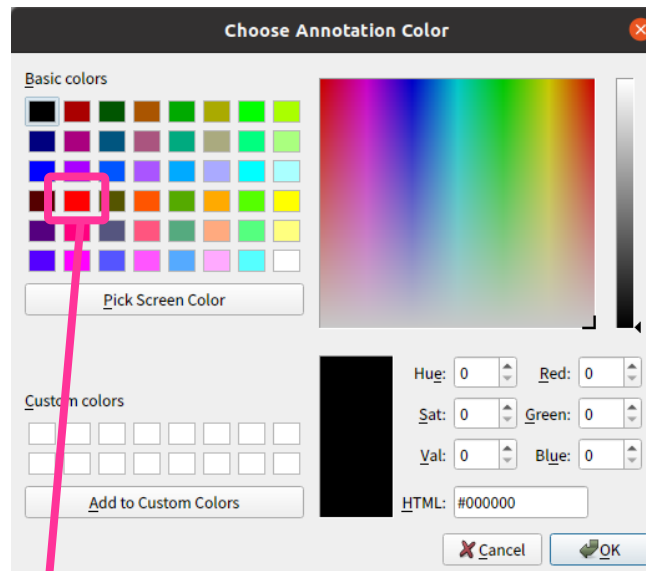 Choose Annotation Color
Basic colors
Pick Screen Color
Custom colors
Add to Custom Colors
Hue: 0 Red: 0
Sat: 0 Green: 0
Val: 0 Blue: 0
HTML: #000000
Cancel OK